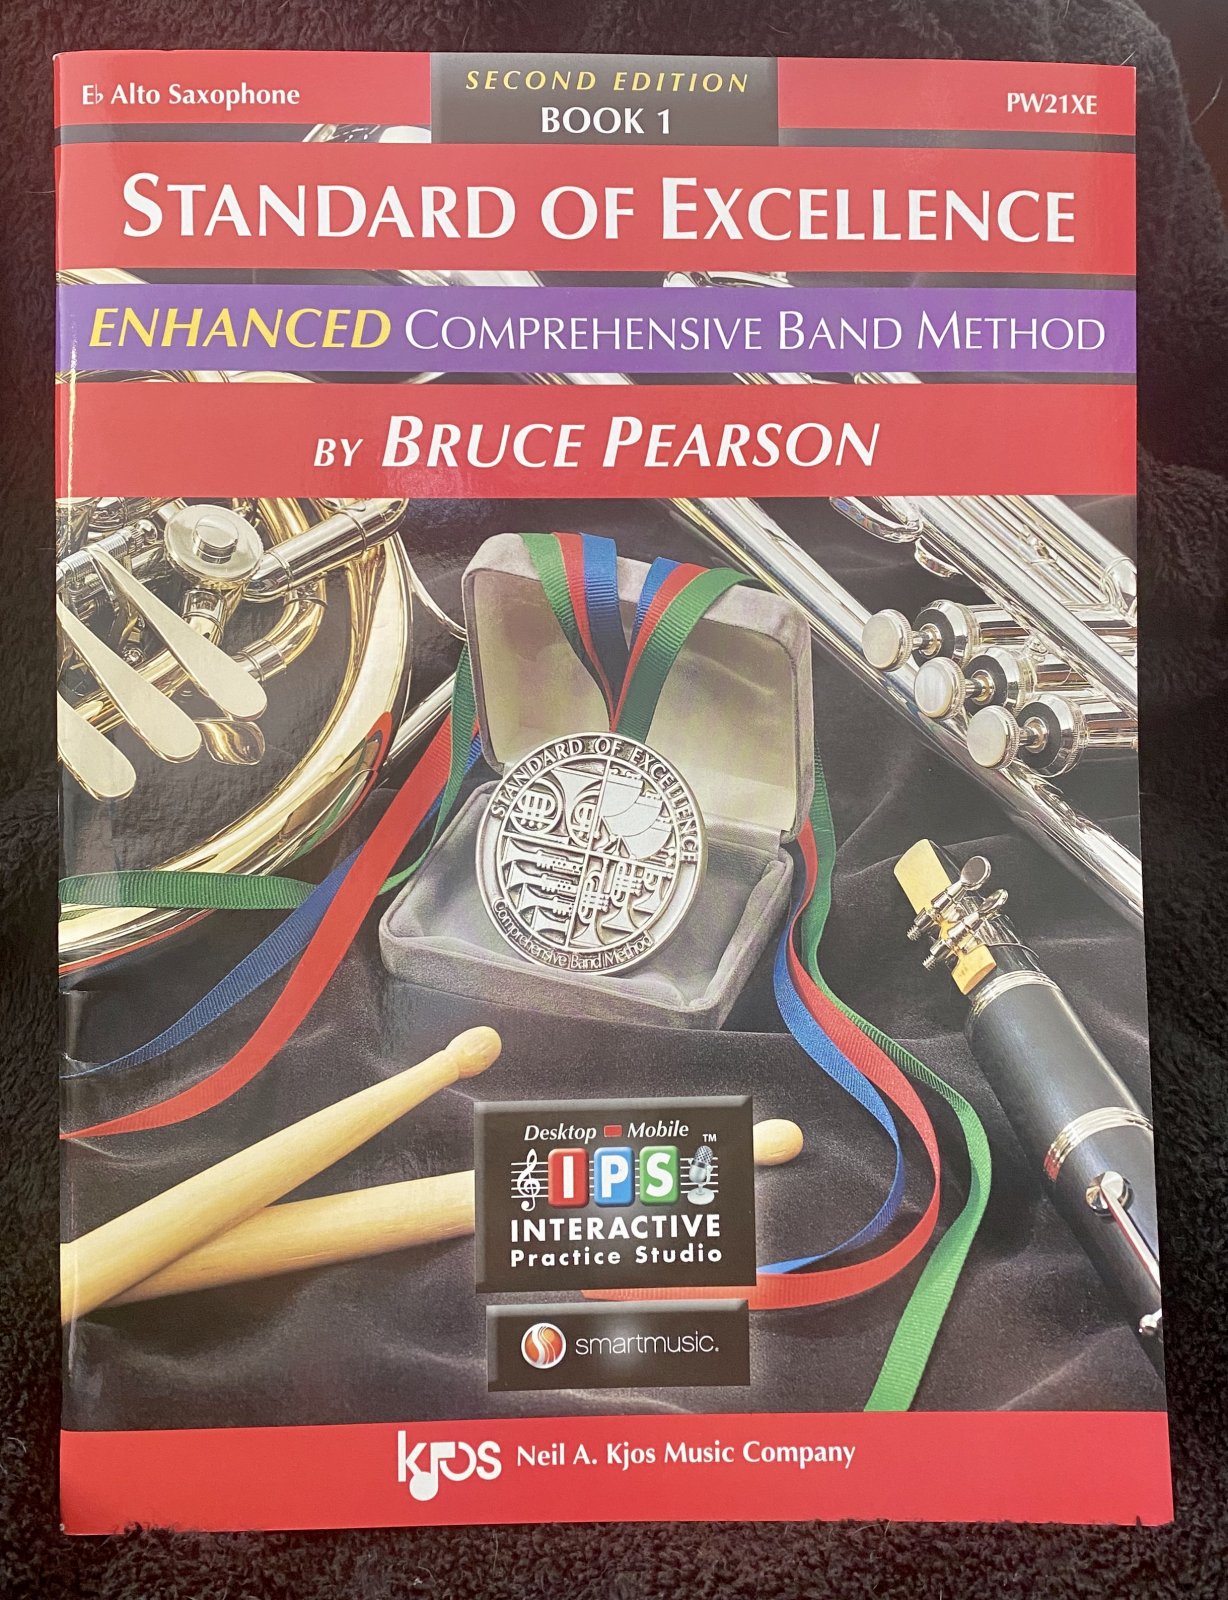 E♭ Alto Saxophone
SECOND EDITION
BOOK 1
PW21XE
STANDARD OF EXCELLENCE
ENHANCED COMPREHENSIVE BAND METHOD
BY BRUCE PEARSON
STANDARD OF EXCELLENCE
Comprehensive Band Method
Desktop Mobile
IPS™
INTERACTIVE
Practice Studio
smartmusic®
kjos Neil A. Kjos Music Company